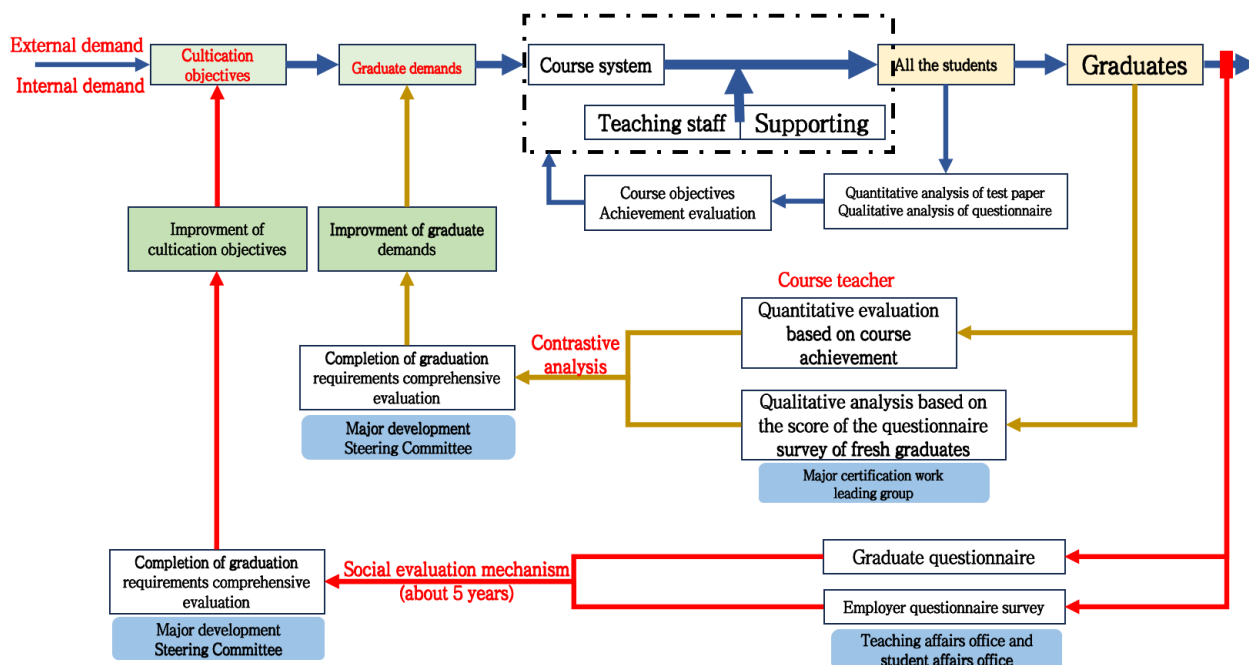 External demand
Internal demand
Cultication
objectives
Graduate demands
Course system
All the students
Graduates
Teaching staff
Supporting
Course objectives
Achievement evaluation
Quantitative analysis of test paper
Qualitative analysis of questionnaire
Improvment of
cultication objectives
Improvment of graduate
demands
Course teacher
Quantitative evaluation
based on course
achievement
Contrastive
analysis
Completion of graduation
requirements comprehensive
evaluation
Major development
Steering Committee
Qualitative analysis based on
the score of the questionnaire
survey of fresh graduates
Major certification work
leading group
Graduate questionnaire
Completion of graduation
requirements comprehensive
evaluation
Social evaluation mechanism
(about 5 years)
Employer questionnaire survey
Major development
Steering Committee
Teaching affairs office and
student affairs office